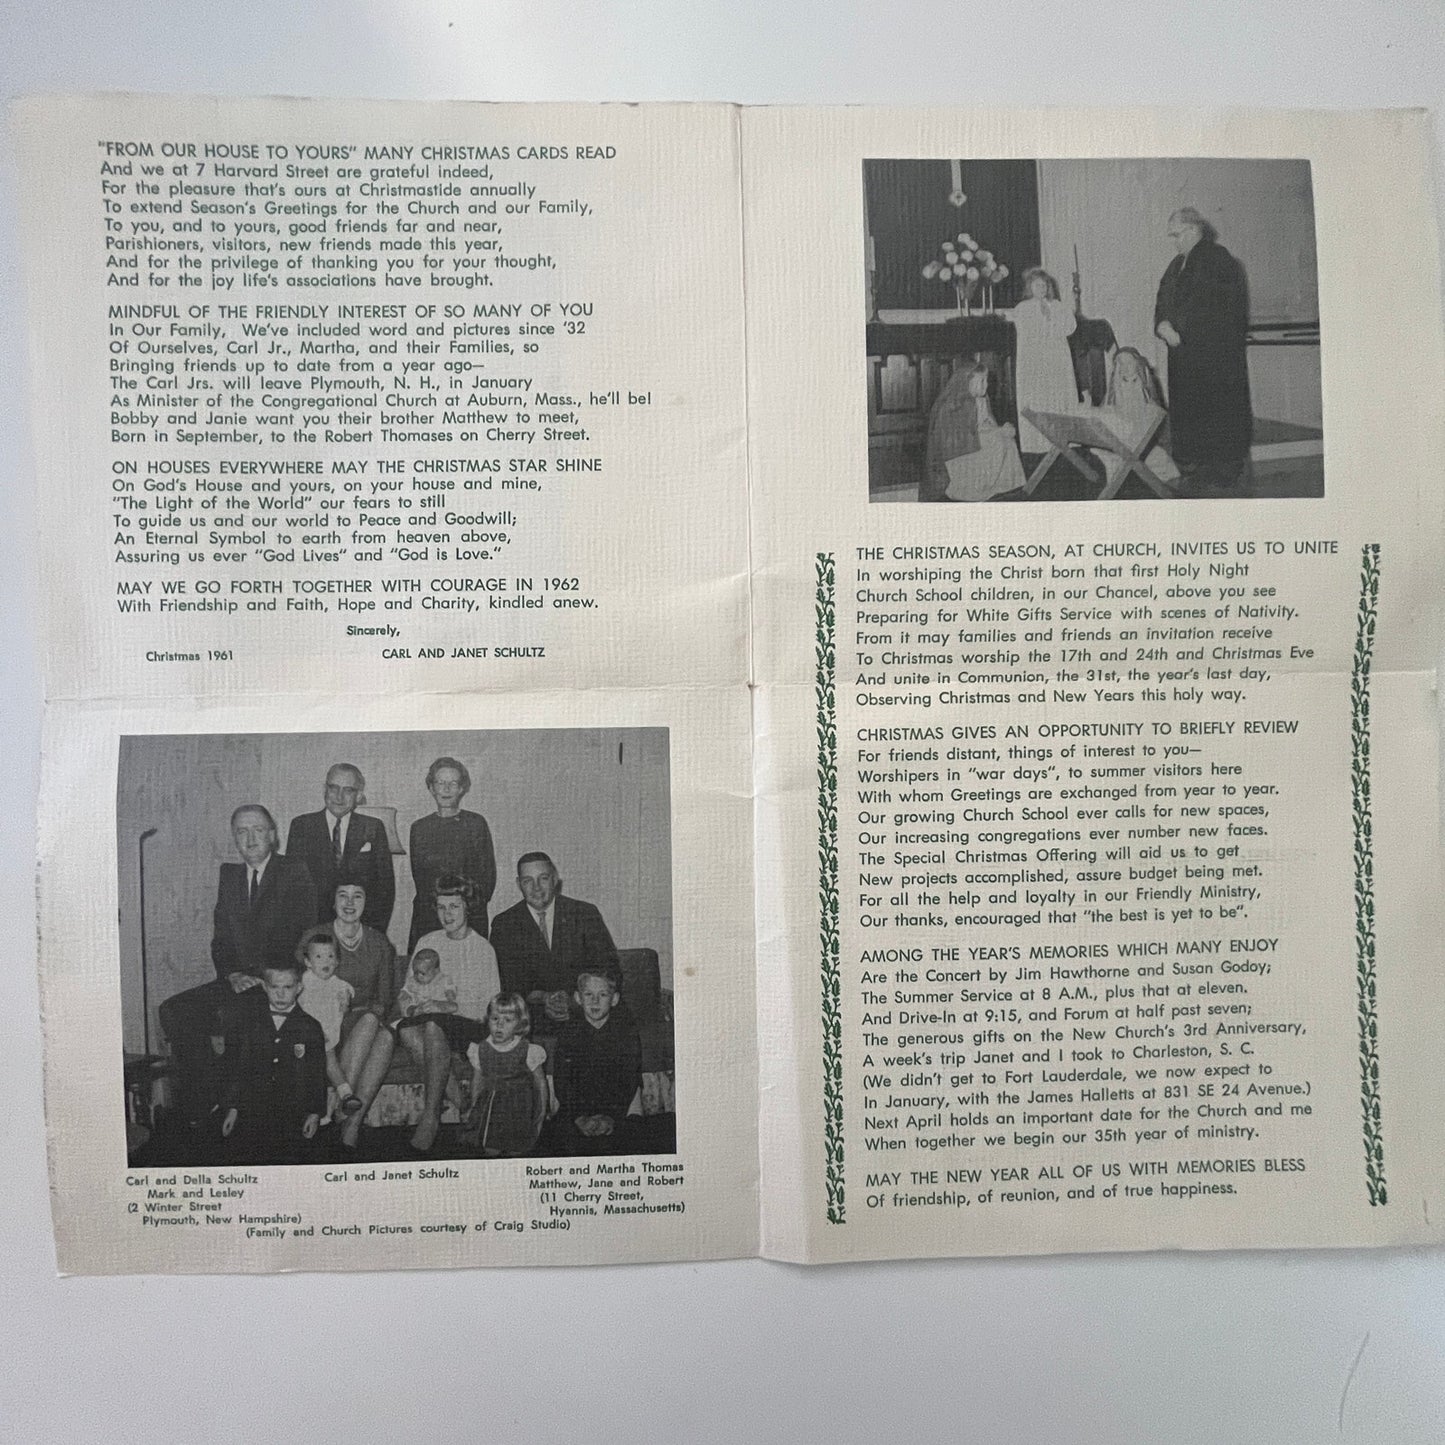 "FROM OUR HOUSE TO YOURS" MANY CHRISTMAS CARDS READ
And we at 7 Harvard Street are grateful indeed,
For the pleasure that's ours at Christmastide annually
To extend Season's Greetings for the Church and our Family,
To you, and to yours, good friends far and near,
Parishioners, visitors, new friends made this year,
And for the privilege of thanking you for your thought,
And for the joy life's associations have brought.
MINDFUL OF THE FRIENDLY INTEREST OF SO MANY OF YOU
In Our Family, We've included word and pictures since '32
Of Ourselves, Carl Jr., Martha, and their Families, so
Bringing friends up to date from a year ago—
The Carl Jrs. will leave Plymouth, N. H., in January
As Minister of the Congregational Church at Auburn, Mass., he'll be!
Bobby and Janie want you their brother Matthew to meet,
Born in September, to the Robert Thomases on Cherry Street.
ON HOUSES EVERYWHERE MAY THE CHRISTMAS STAR SHINE
On God's House and yours, on your house and mine,
"The Light of the World" our fears to still
To guide us and our world to Peace and Goodwill;
An Eternal Symbol to earth from heaven above,
Assuring us ever "God Lives" and "God is Love."
MAY WE GO FORTH TOGETHER WITH COURAGE IN 1962
With Friendship and Faith, Hope and Charity, kindled anew.
Sincerely,
Christmas 1961 CARL AND JANET SCHULTZ
Carl and Della Schultz
Mark and Lesley
(2 Winter Street
Plymouth, New Hampshire)
Carl and Janet Schultz
Robert and Martha Thomas
Matthew, Jane and Robert
(11 Cherry Street,
Hyannis, Massachusetts)
(Family and Church Pictures courtesy of Craig Studio)
THE CHRISTMAS SEASON, AT CHURCH, INVITES US TO UNITE
In worshiping the Christ born that first Holy Night
Church School children, in our Chancel, above you see
Preparing for White Gifts Service with scenes of Nativity.
From it may families and friends an invitation receive
To Christmas worship the 17th and 24th and Christmas Eve
And unite in Communion, the 31st, the year's last day,
Observing Christmas and New Years this holy way.
CHRISTMAS GIVES AN OPPORTUNITY TO BRIEFLY REVIEW
For friends distant, things of interest to you—
Worshipers in "war days", to summer visitors here
With whom Greetings are exchanged from year to year.
Our growing Church School ever calls for new spaces,
Our increasing congregations ever number new faces.
The Special Christmas Offering will aid us to get
New projects accomplished, assure budget being met.
For all the help and loyalty in our Friendly Ministry,
Our thanks, encouraged that "the best is yet to be".
AMONG THE YEAR'S MEMORIES WHICH MANY ENJOY
Are the Concert by Jim Hawthorne and Susan Godoy;
The Summer Service at 8 A.M., plus that at eleven.
And Drive-In at 9:15, and Forum at half past seven;
The generous gifts on the New Church's 3rd Anniversary,
A week's trip Janet and I took to Charleston, S. C.
(We didn't get to Fort Lauderdale, we now expect to
In January, with the James Halletts at 831 SE 24 Avenue.)
Next April holds an important date for the Church and me
When together we begin our 35th year of ministry.
MAY THE NEW YEAR ALL OF US WITH MEMORIES BLESS
Of friendship, of reunion, and of true happiness.